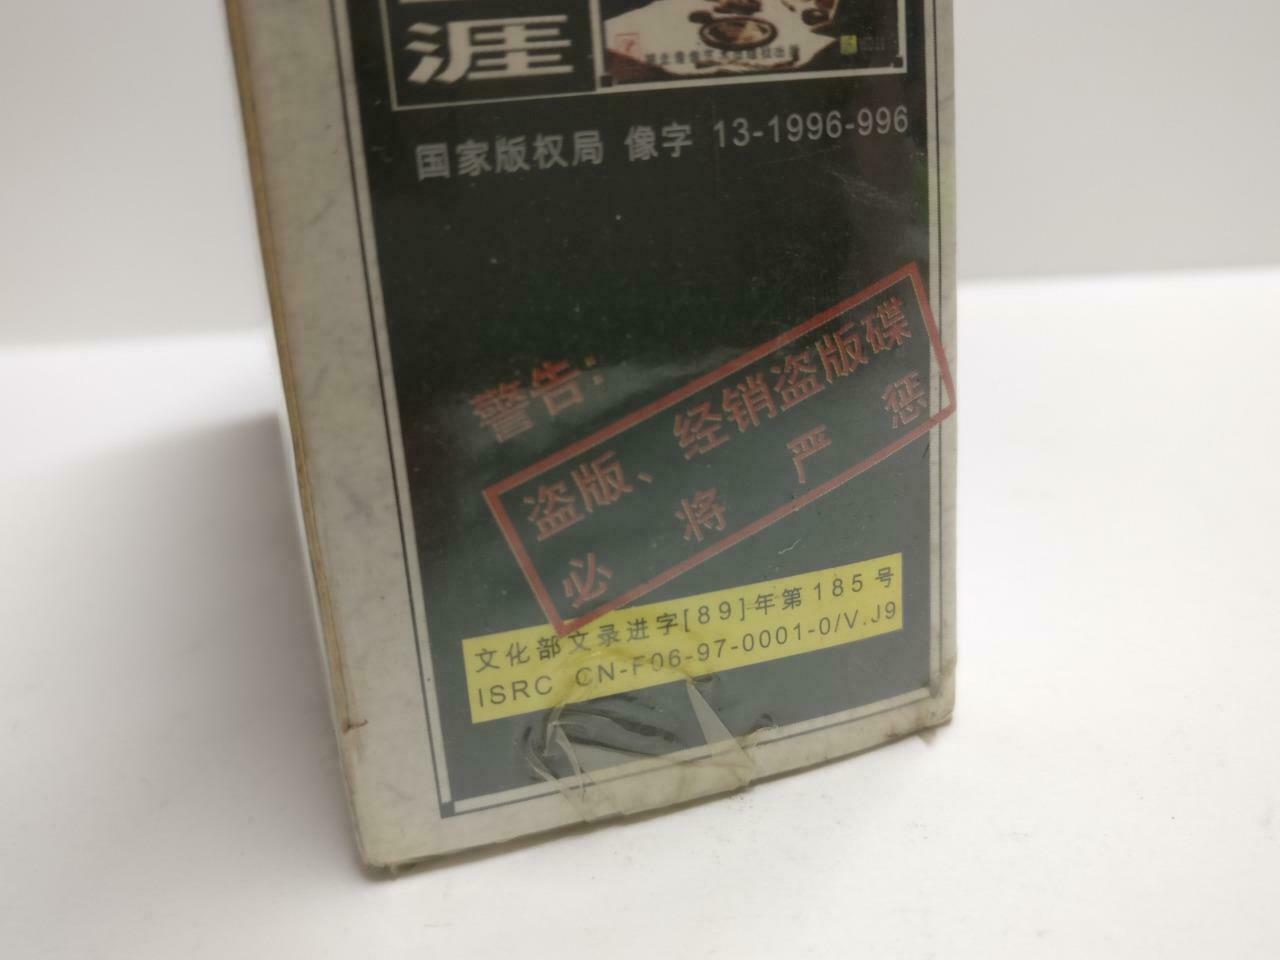 涯
国家版权局 像字 13-1996-996
警告:
盗版、经销盗版碟
必将严惩
文化部文录进字[89]年第185号
ISRC CN-F06-97-0001-0/V.J9